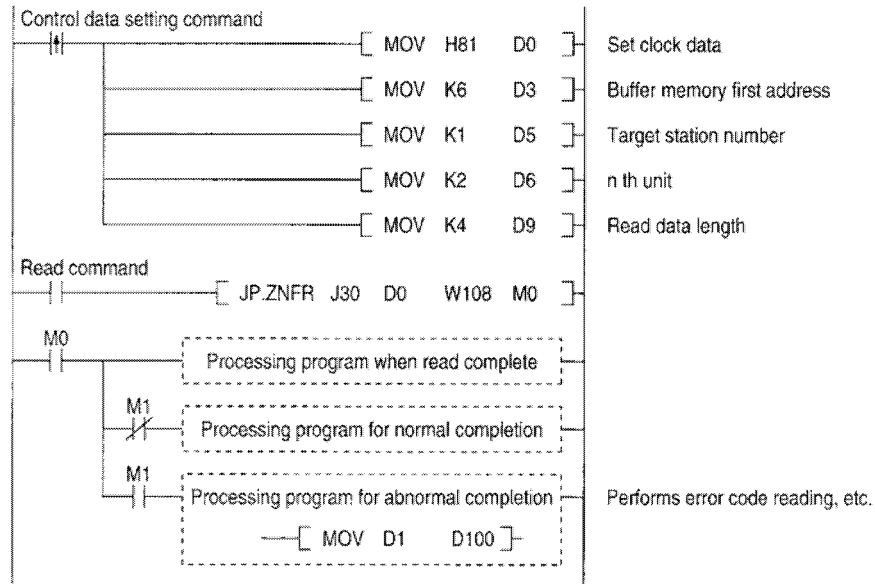 Control data setting command
MOV H81 D0 Set clock data
MOV K6 D3 Buffer memory first address
MOV K1 D5 Target station number
MOV K2 D6 n th unit
MOV K4 D9 Read data length
Read command
JP.ZNFR J30 D0 W108 M0
M0
Processing program when read complete
M1
Processing program for normal completion
M1
Processing program for abnormal completion Performs error code reading, etc.
MOV D1 D100